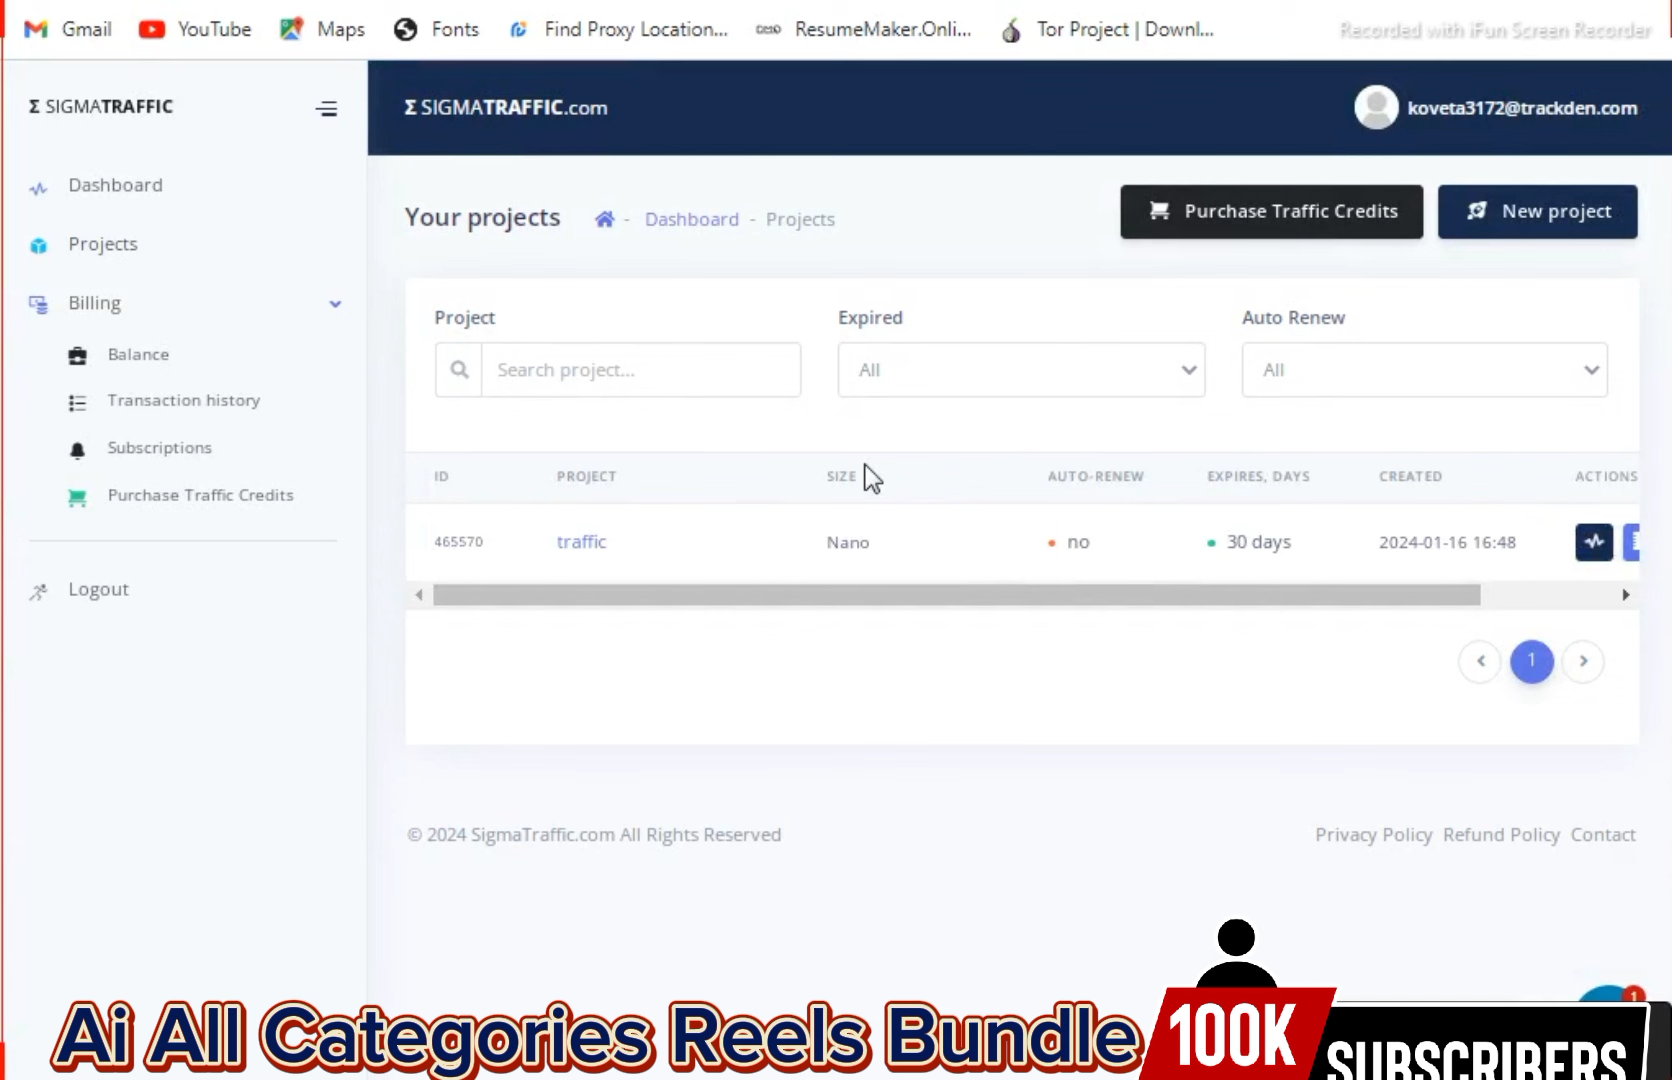 Gmail YouTube Maps Fonts Find Proxy Location... ResumeMaker.Onli... Tor Project | Downl... Recorded with iFun Screen Recorder
Σ SIGMATRAFFIC
Σ SIGMATRAFFIC.com
koveta3172@trackden.com
Dashboard
Projects
Billing
Balance
Transaction history
Subscriptions
Purchase Traffic Credits
Logout
Your projects - Dashboard - Projects
Purchase Traffic Credits
New project
Project Expired Auto Renew
Search project... All All
ID PROJECT SIZE AUTO-RENEW EXPIRES, DAYS CREATED ACTIONS
465570 traffic Nano no 30 days 2024-01-16 16:48
1
© 2024 SigmaTraffic.com All Rights Reserved
Privacy Policy Refund Policy Contact
1
Ai All Categories Reels Bundle
100K
SUBSCRIBERS